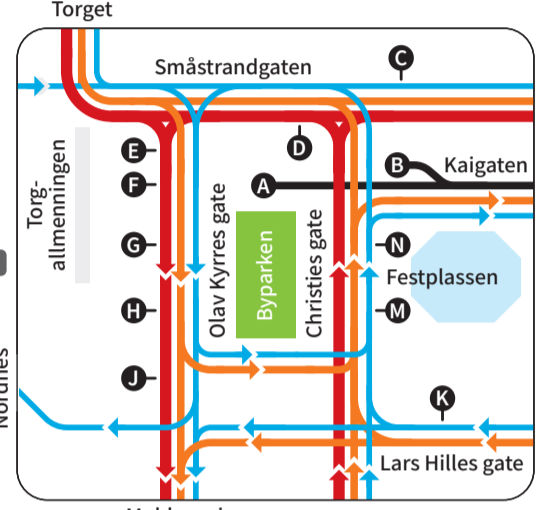 Torget
Småstrandgaten
C
D
E
B
Kaigaten
F
A
Torg-
allmenningen
Olav Kyrres gate
Byparken
Christies gate
G
N
Festplassen
H
M
J
K
Nordnes
Lars Hilles gate